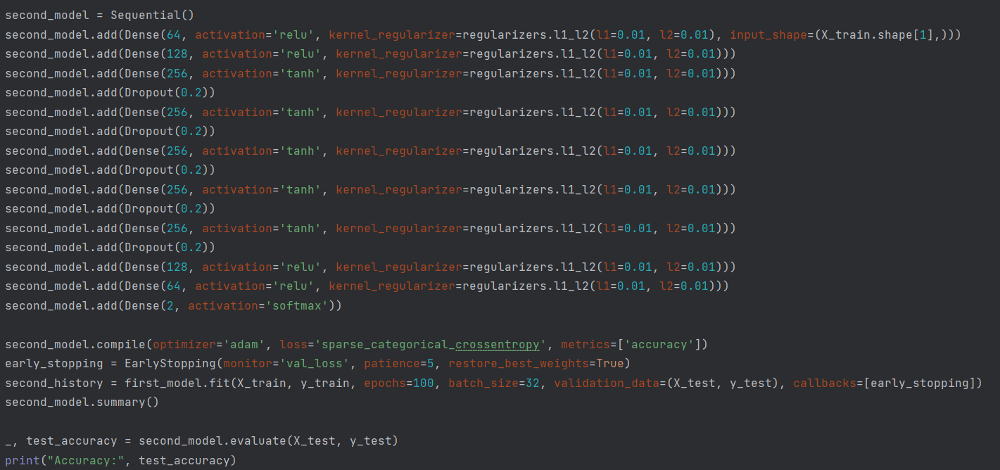 second_model = Sequential()
second_model.add(Dense(64, activation='relu', kernel_regularizer=regularizers.l1_l2(l1=0.01, l2=0.01), input_shape=(X_train.shape[1],)))
second_model.add(Dense(128, activation='relu', kernel_regularizer=regularizers.l1_l2(l1=0.01, l2=0.01)))
second_model.add(Dense(256, activation='tanh', kernel_regularizer=regularizers.l1_l2(l1=0.01, l2=0.01)))
second_model.add(Dropout(0.2))
second_model.add(Dense(256, activation='tanh', kernel_regularizer=regularizers.l1_l2(l1=0.01, l2=0.01)))
second_model.add(Dropout(0.2))
second_model.add(Dense(256, activation='tanh', kernel_regularizer=regularizers.l1_l2(l1=0.01, l2=0.01)))
second_model.add(Dropout(0.2))
second_model.add(Dense(256, activation='tanh', kernel_regularizer=regularizers.l1_l2(l1=0.01, l2=0.01)))
second_model.add(Dropout(0.2))
second_model.add(Dense(256, activation='tanh', kernel_regularizer=regularizers.l1_l2(l1=0.01, l2=0.01)))
second_model.add(Dropout(0.2))
second_model.add(Dense(128, activation='relu', kernel_regularizer=regularizers.l1_l2(l1=0.01, l2=0.01)))
second_model.add(Dense(64, activation='relu', kernel_regularizer=regularizers.l1_l2(l1=0.01, l2=0.01)))
second_model.add(Dense(2, activation='softmax'))

second_model.compile(optimizer='adam', loss='sparse_categorical_crossentropy', metrics=['accuracy'])
early_stopping = EarlyStopping(monitor='val_loss', patience=5, restore_best_weights=True)
second_history = first_model.fit(X_train, y_train, epochs=100, batch_size=32, validation_data=(X_test, y_test), callbacks=[early_stopping])
second_model.summary()

_, test_accuracy = second_model.evaluate(X_test, y_test)
print("Accuracy:", test_accuracy)